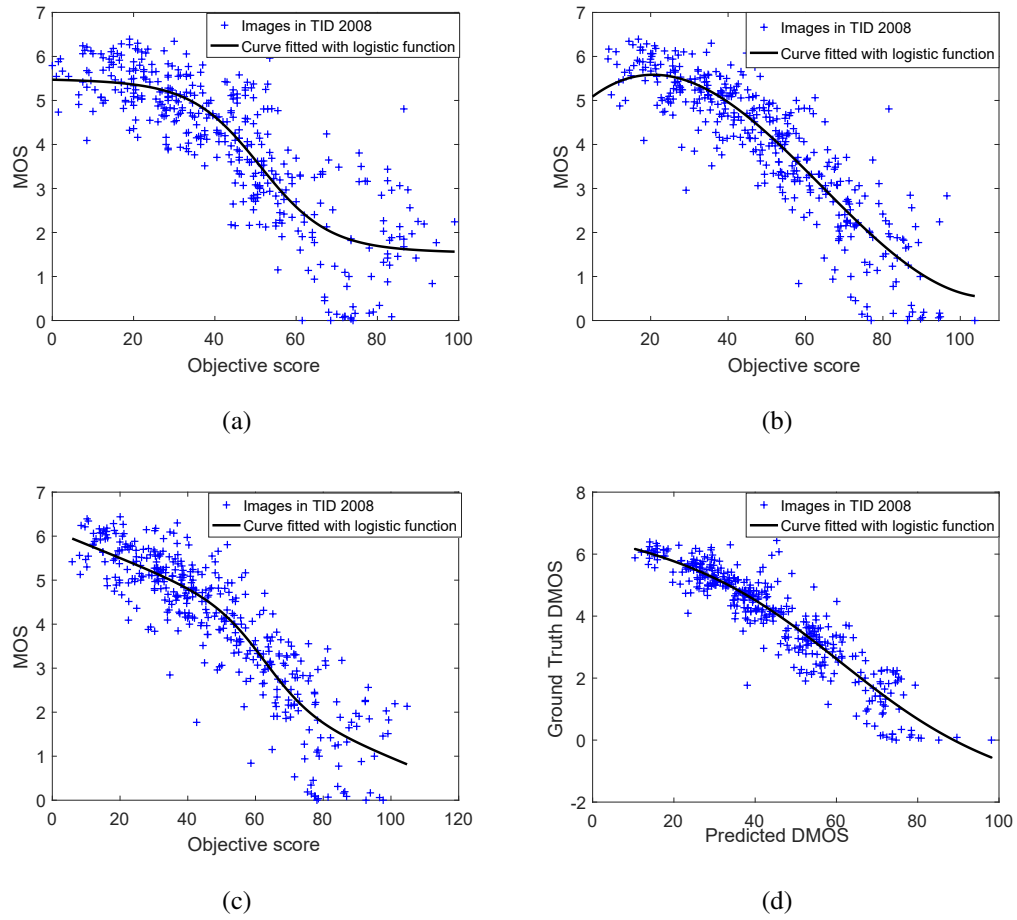 Images in TID 2008
Curve fitted with logistic function
7
6
5
4
3
2
1
0
MOS
0
20
40
60
80
100
Objective score
(a)
Images in TID 2008
Curve fitted with logistic function
7
6
5
4
3
2
1
0
MOS
20
40
60
80
100
Objective score
(b)
Images in TID 2008
Curve fitted with logistic function
7
6
5
4
3
2
1
0
MOS
0
20
40
60
80
100
120
Objective score
(c)
Images in TID 2008
Curve fitted with logistic function
8
6
4
2
0
-2
Ground Truth DMOS
0
20
40
60
80
100
Predicted DMOS
(d)